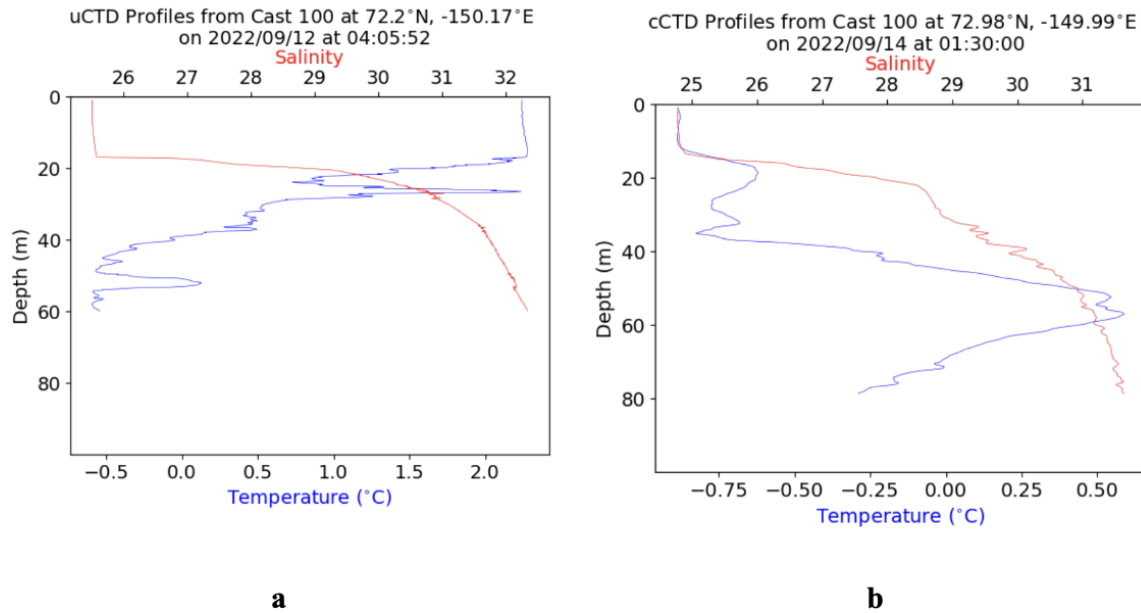 uCTD Profiles from Cast 100 at 72.2°N, -150.17°E
on 2022/09/12 at 04:05:52
Salinity
26 27 28 29 30 31 32
0
20
40
60
80
Depth (m)
−0.5 0.0 0.5 1.0 1.5 2.0
Temperature (°C)
a
cCTD Profiles from Cast 100 at 72.98°N, -149.99°E
on 2022/09/14 at 01:30:00
Salinity
25 26 27 28 29 30 31
0
20
40
60
80
Depth (m)
−0.75 −0.50 −0.25 0.00 0.25 0.50
Temperature (°C)
b